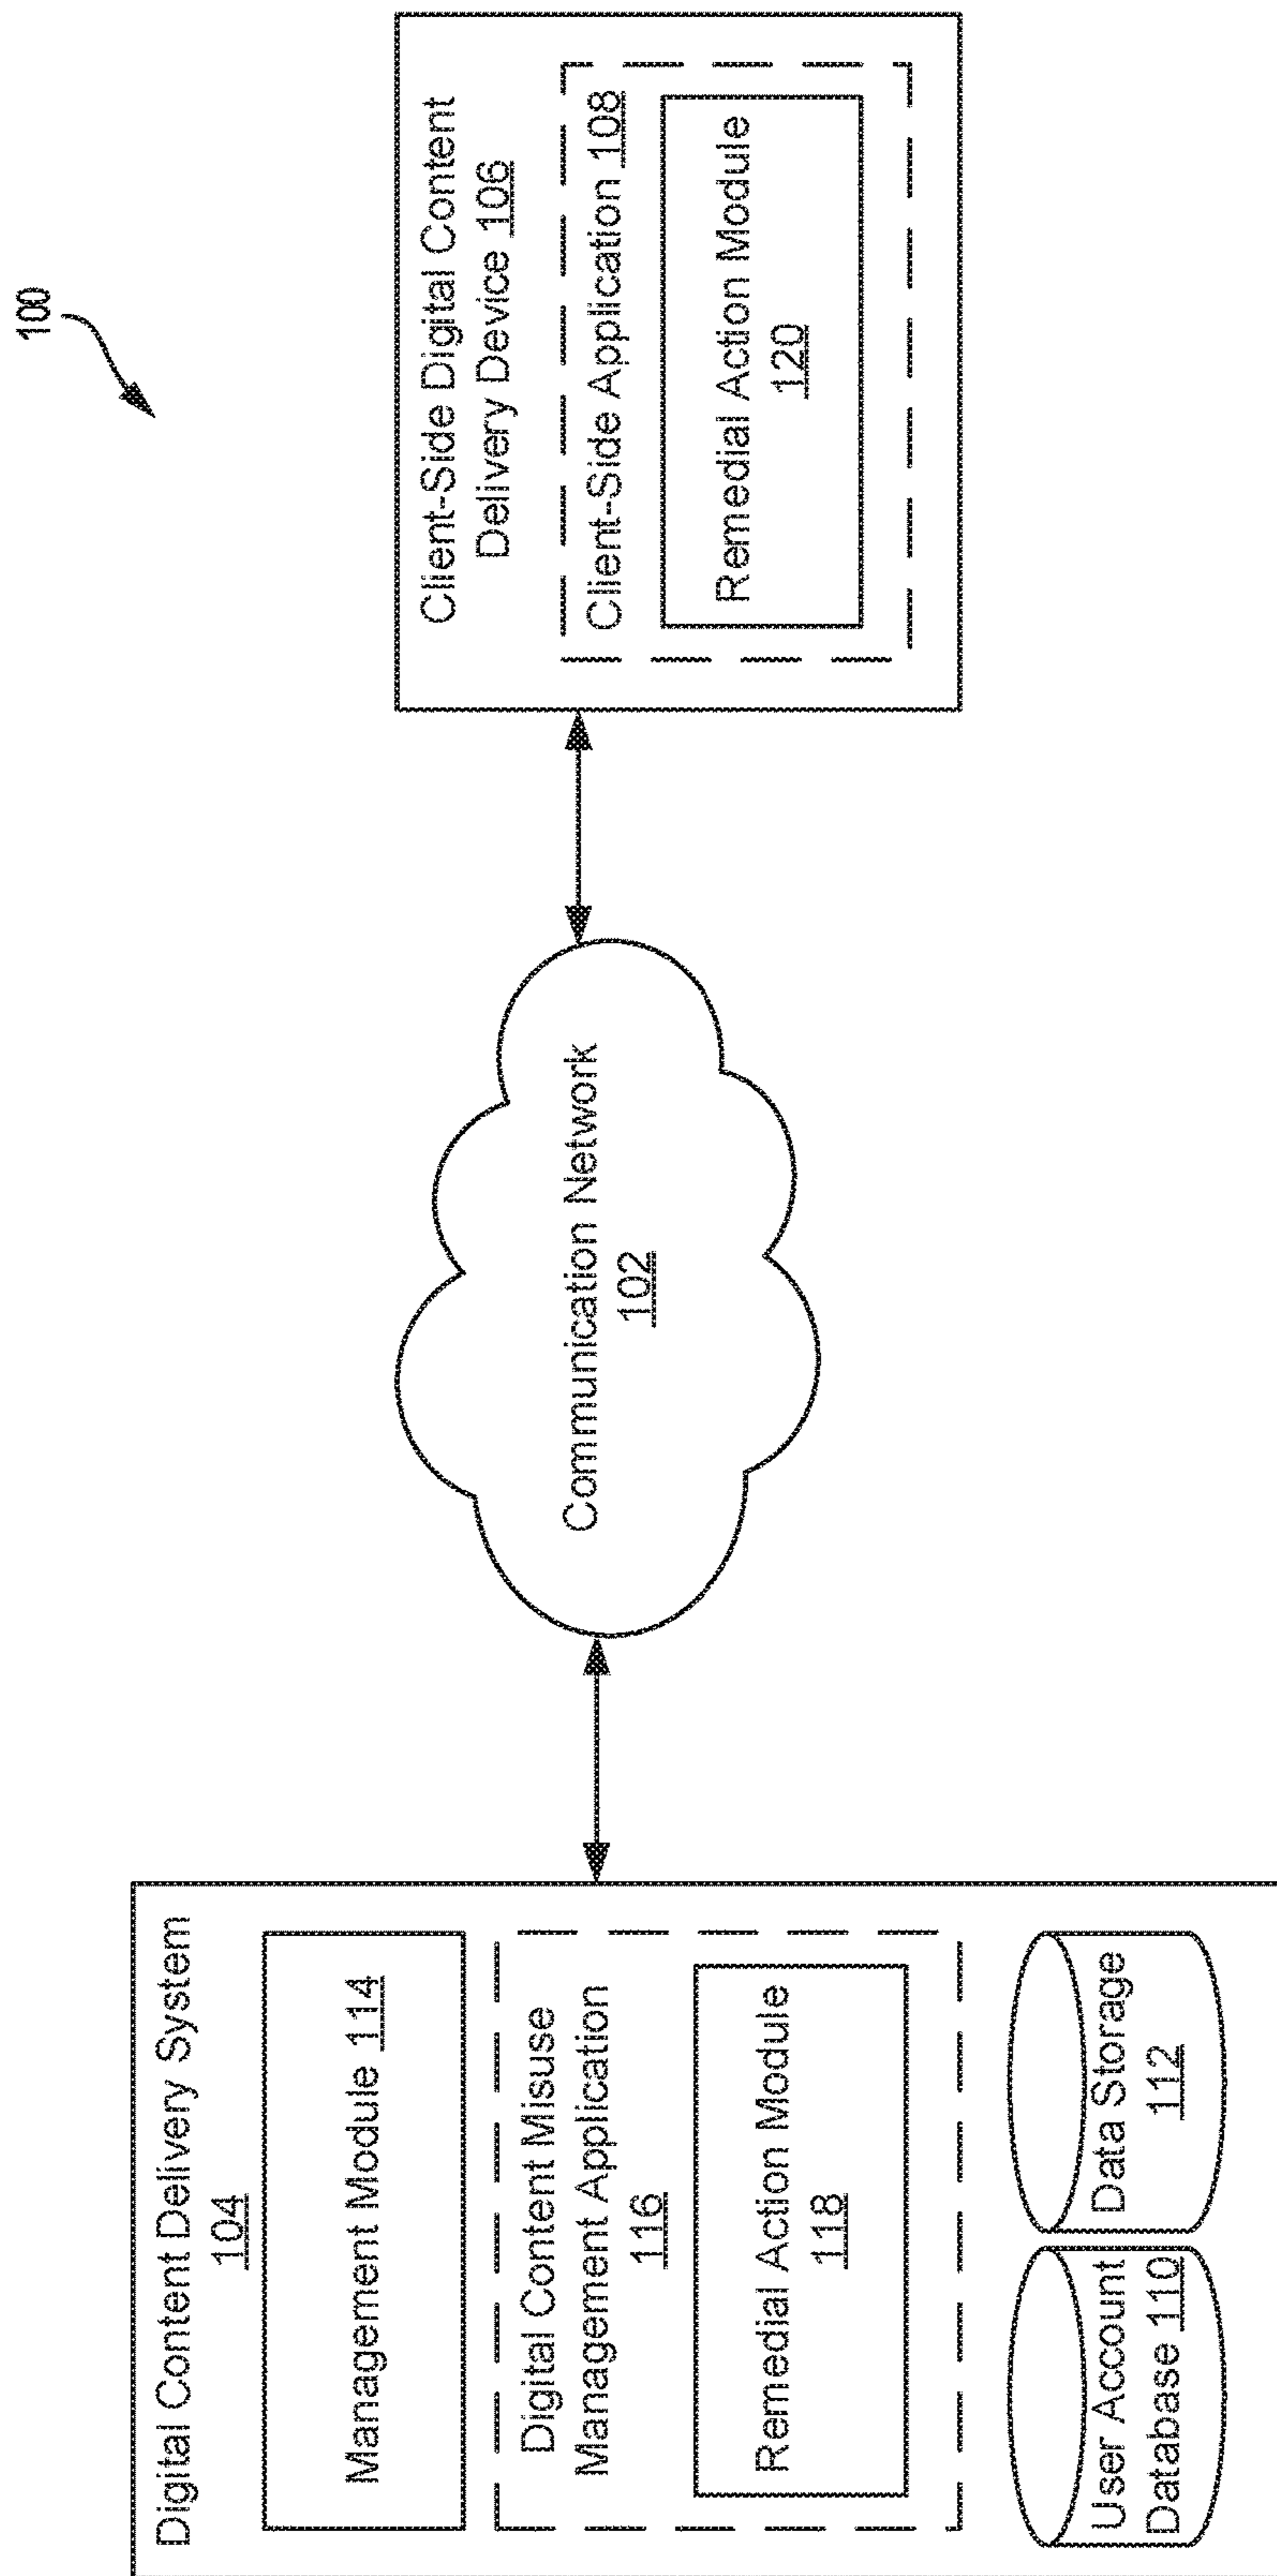 100
Digital Content Delivery System
104
Management Module 114
Digital Content Misuse
Management Application
116
Remedial Action Module
118
User Account
Database 110
Data Storage
112
Communication Network
102
Client-Side Digital Content
Delivery Device 106
Client-Side Application 108
Remedial Action Module
120